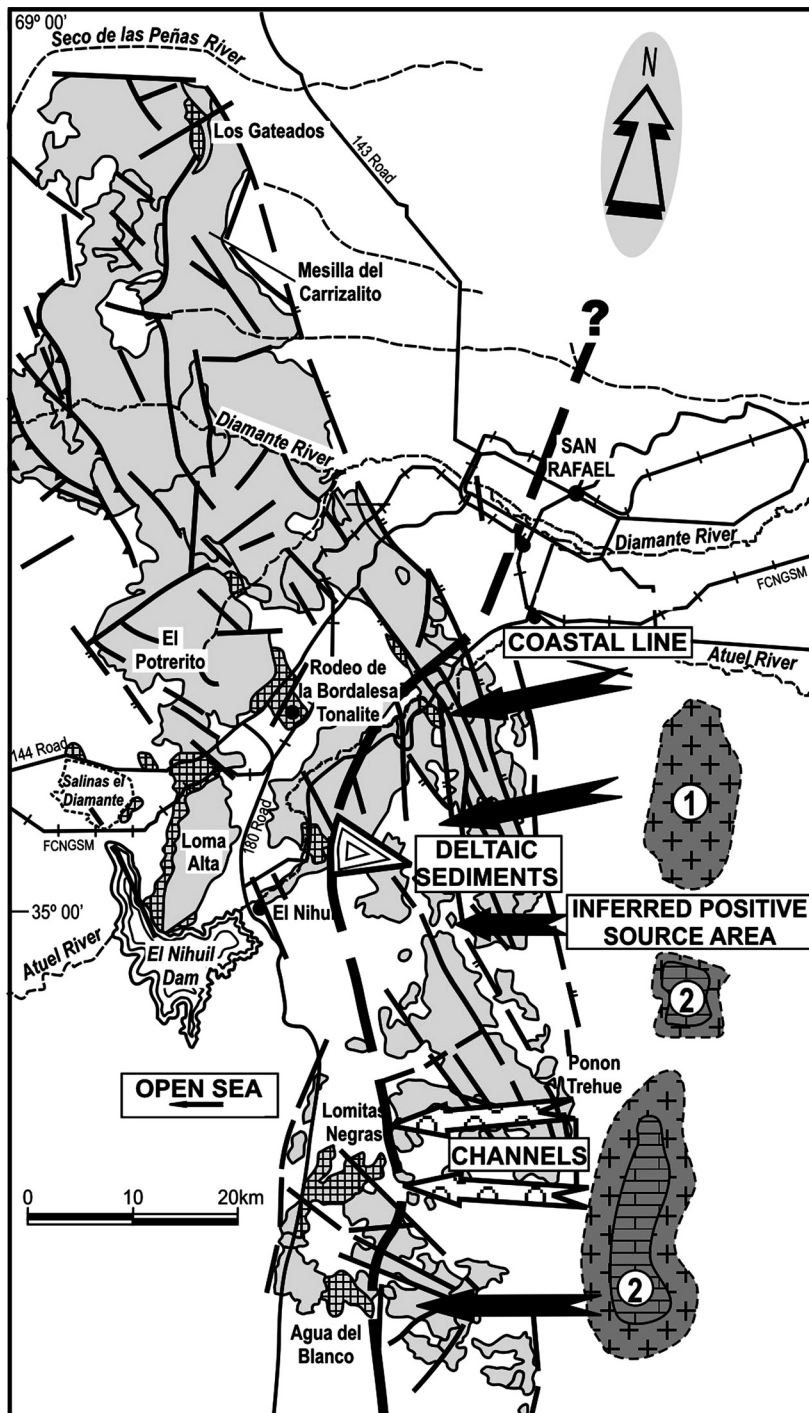 69º 00'
Seco de las Peñas River
N
Los Gateados
143 Road
Mesilla del
Carrizalito
?
Diamante River
SAN
RAFAEL
Diamante River
FCNGSM
El
Potrerito
COASTAL LINE
Rodeo de
la Bordalesa
Tonalite
Atuel River
144 Road
Salinas el
Diamante
1
FCNGSM
Loma
Alta
180 Road
DELTAIC
SEDIMENTS
35º 00'
El Nihuil
INFERRED POSITIVE
SOURCE AREA
Atuel River
El Nihuil
Dam
2
OPEN SEA
Ponon
Trehue
Lomitas
Negras
CHANNELS
0 10 20km
2
Agua del
Blanco